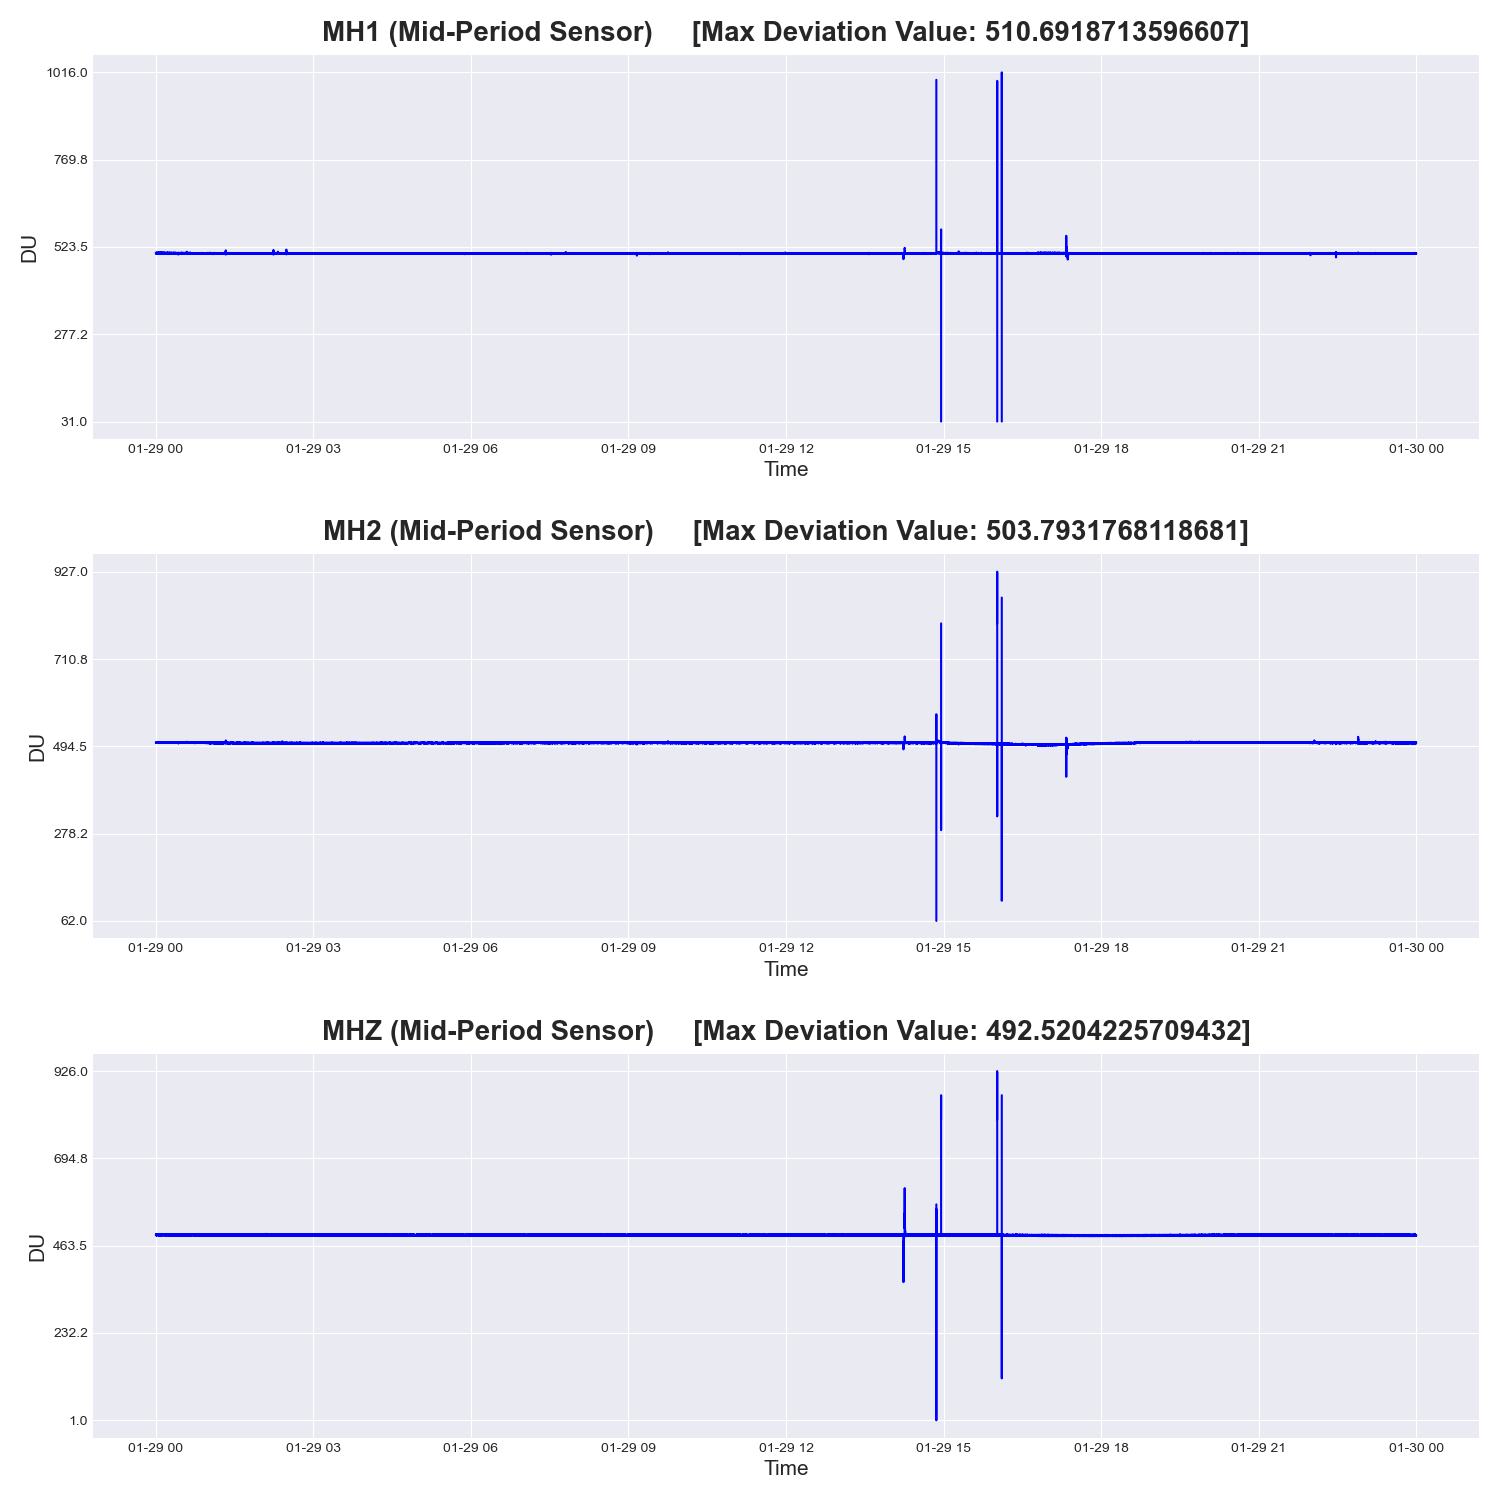 MH1 (Mid-Period Sensor) [Max Deviation Value: 510.6918713596607]
1016.0
769.8
523.5
277.2
31.0
DU
01-29 00 01-29 03 01-29 06 01-29 09 01-29 12 01-29 15 01-29 18 01-29 21 01-30 00
Time
MH2 (Mid-Period Sensor) [Max Deviation Value: 503.7931768118681]
927.0
710.8
494.5
278.2
62.0
DU
01-29 00 01-29 03 01-29 06 01-29 09 01-29 12 01-29 15 01-29 18 01-29 21 01-30 00
Time
MHZ (Mid-Period Sensor) [Max Deviation Value: 492.5204225709432]
926.0
694.8
463.5
232.2
1.0
DU
01-29 00 01-29 03 01-29 06 01-29 09 01-29 12 01-29 15 01-29 18 01-29 21 01-30 00
Time